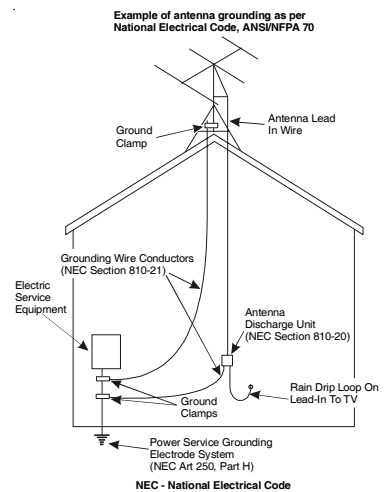 Example of antenna grounding as per
National Electrical Code, ANSI/NFPA 70
Ground
Clamp
Antenna Lead
In Wire
Grounding Wire Conductors
(NEC Section 810-21)
Electric
Service
Equipment
Antenna
Discharge Unit
(NEC Section 810-20)
Ground
Clamps
Rain Drip Loop On
Lead-In To TV
Power Service Grounding
Electrode System
(NEC Art 250, Part H)
NEC - National Electrical Code